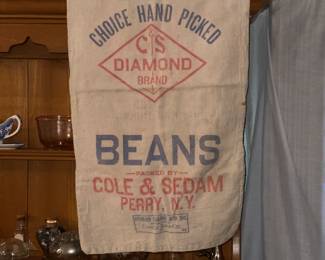 CHOICE HAND PICKED
C S
DIAMOND
BRAND
BEANS
PACKED BY
COLE & SEDAM
PERRY, N.Y.